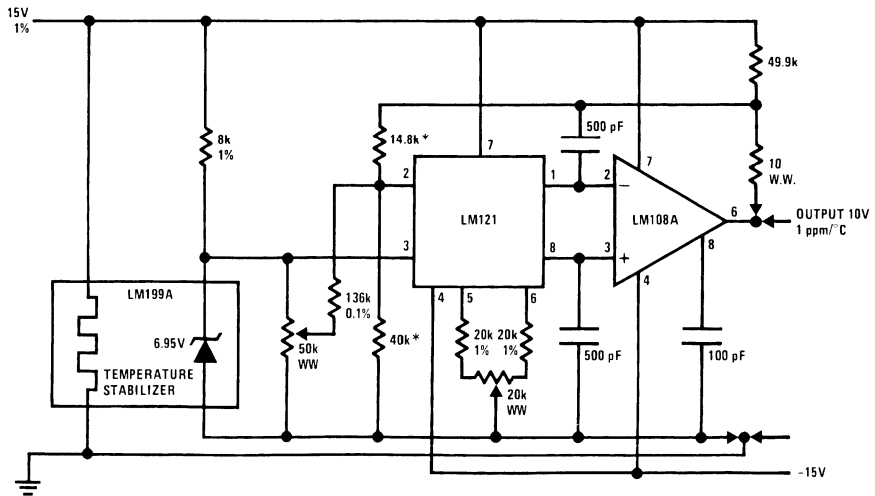 15V
1%
49.9k
8k
1%
14.8k*
7
500 pF
7
10
W.W.
2
1
2
−
LM121
LM108A
6
OUTPUT 10V
1 ppm/°C
3
8
3
+
8
4
LM199A
136k
0.1%
4
5
6
6.95V
50k
WW
40k*
20k
1%
20k
1%
500 pF
100 pF
TEMPERATURE
STABILIZER
20k
WW
−15V